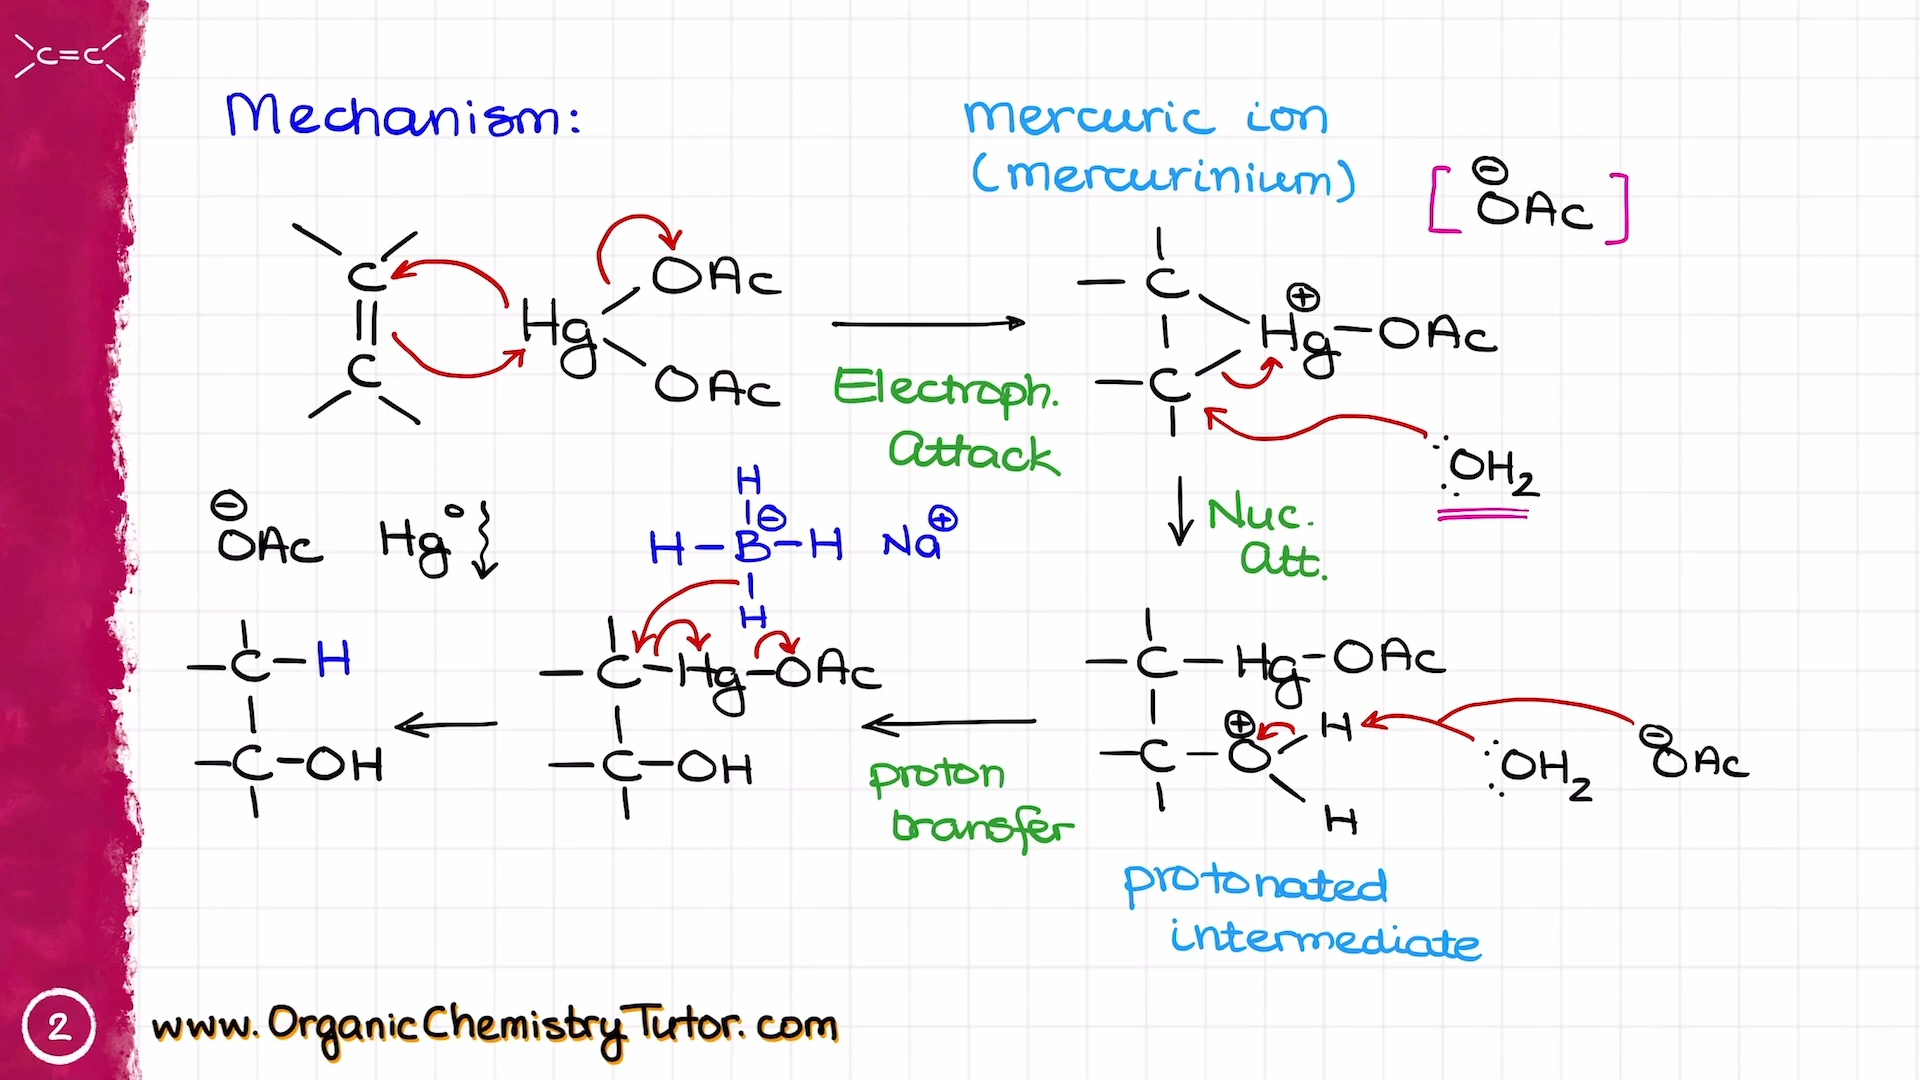 C=C
Mechanism:
mercuric ion
(mercurinium)
[ ⊖OAc ]
C
C
Hg
OAc
OAc
Electroph.
Attack
C
C
⊕
Hg-OAc
:OH2
Nuc.
Att.
C-Hg-OAc
C-O
⊕
H
H
:OH2
⊖OAc
protonated
intermediate
proton
transfer
H
H-B-H Na⊕
⊖
H
C-Hg-OAc
C-OH
⊖OAc Hg°
C-H
C-OH
2
www.OrganicChemistryTutor.com